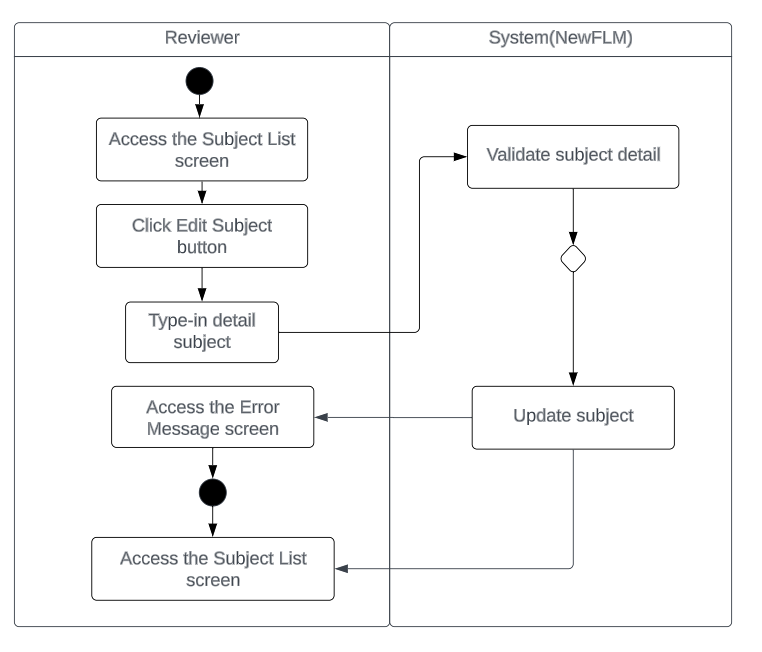 Reviewer
System(NewFLM)
Access the Subject List
screen
Validate subject detail
Click Edit Subject
button
Type-in detail
subject
Access the Error
Message screen
Update subject
Access the Subject List
screen